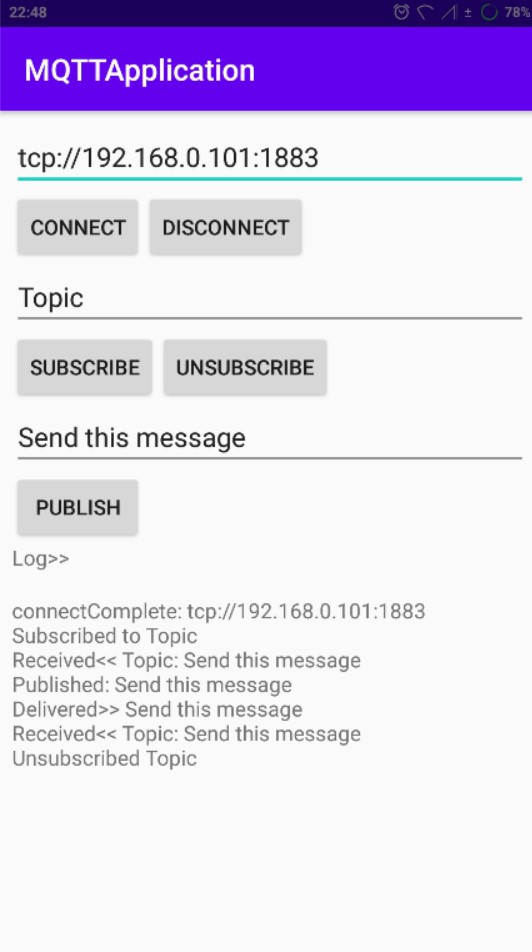 22:48 78%
MQTTApplication
tcp://192.168.0.101:1883
CONNECT DISCONNECT
Topic
SUBSCRIBE UNSUBSCRIBE
Send this message
PUBLISH
Log>>
connectComplete: tcp://192.168.0.101:1883
Subscribed to Topic
Received<< Topic: Send this message
Published: Send this message
Delivered>> Send this message
Received<< Topic: Send this message
Unsubscribed Topic